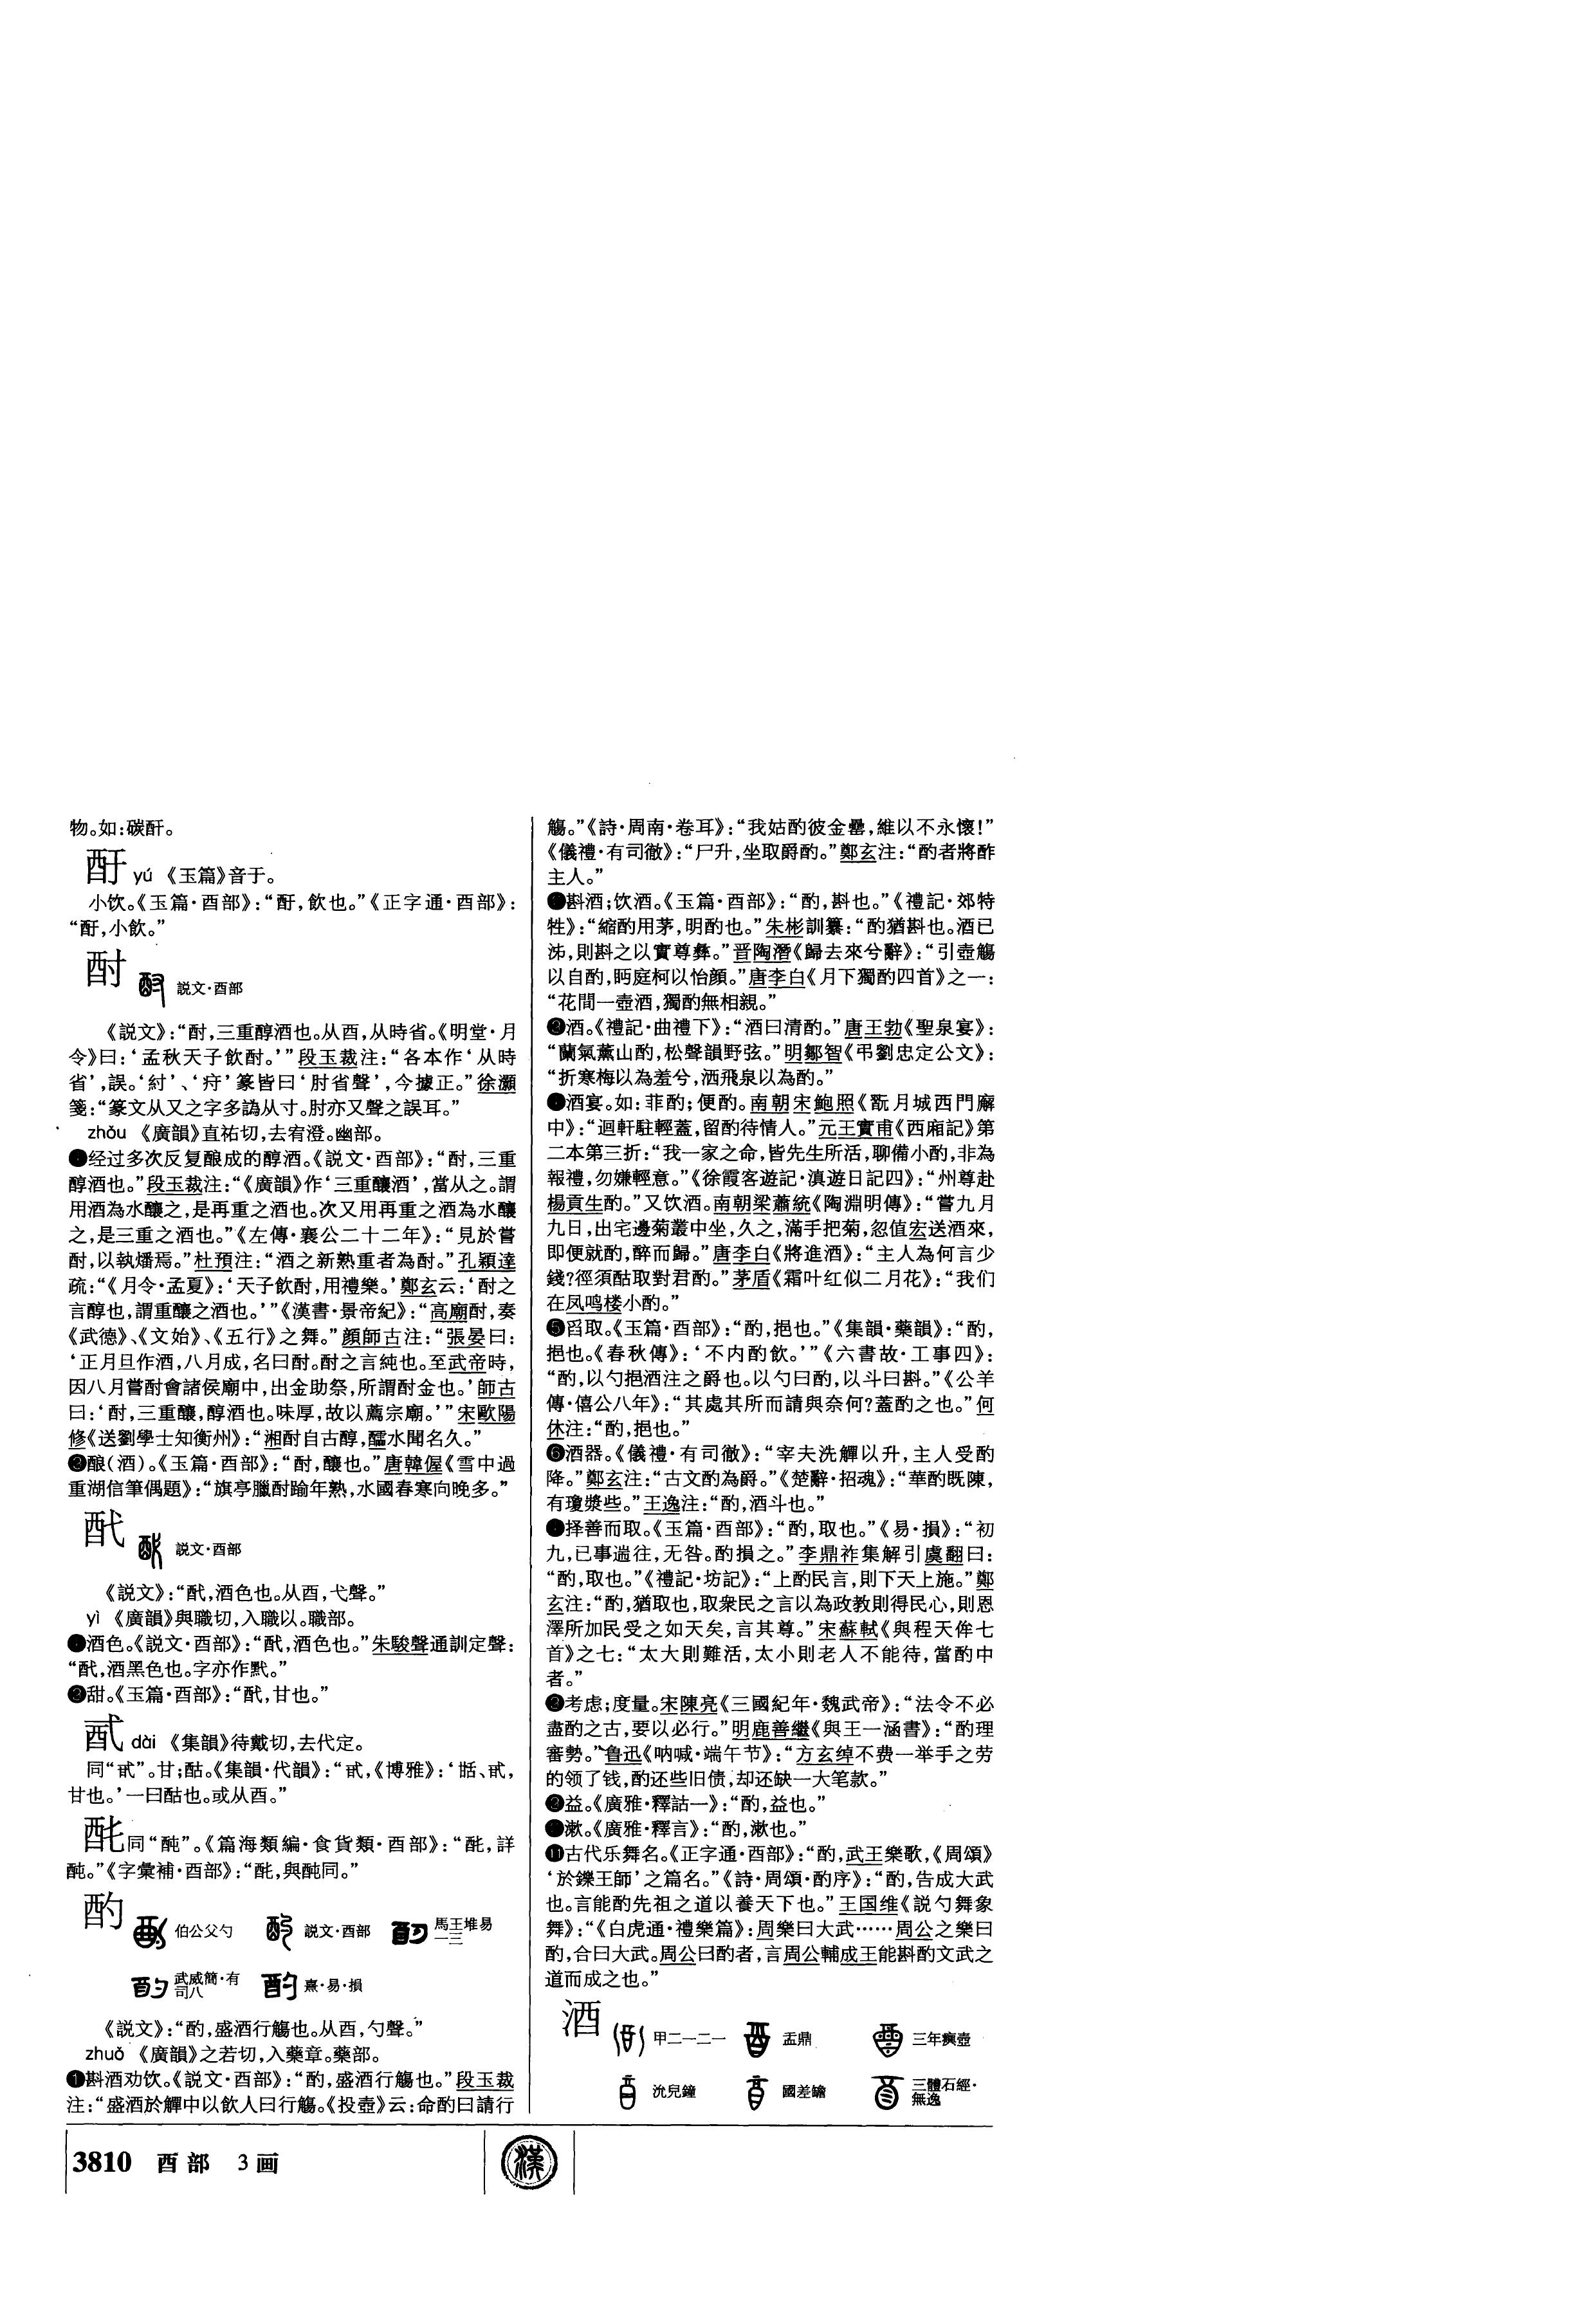 物。如:碳酐。
酑 yú 《玉篇》音于。
小饮。《玉篇·酉部》:“酑,飲也。”《正字通·酉部》:
“酑,小飲。”
酎 説文·酉部
《説文》:“酎,三重醇酒也。从酉,从時省。《明堂·月
令》曰:‘孟秋天子飲酎。’”段玉裁注:“各本作‘从時
省’,誤。‘紂’、‘疛’篆皆曰‘肘省聲’,今據正。”徐灝
箋:“篆文从又之字多譌从寸。肘亦又聲之誤耳。”
zhǒu 《廣韻》直祐切,去宥澄。幽部。
❶经过多次反复酿成的醇酒。《説文·酉部》:“酎,三重
醇酒也。”段玉裁注:“《廣韻》作‘三重釀酒’,當从之。謂
用酒為水釀之,是再重之酒也。次又用再重之酒為水釀
之,是三重之酒也。”《左傳·襄公二十二年》:“見於嘗
酎,以執燔焉。”杜預注:“酒之新熟重者為酎。”孔穎達
疏:“《月令·孟夏》:‘天子飲酎,用禮樂。’鄭玄云:‘酎之
言醇也,謂重釀之酒也。’”《漢書·景帝紀》:“高廟酎,奏
《武德》、《文始》、《五行》之舞。”顔師古注:“張晏曰:
‘正月旦作酒,八月成,名曰酎。酎之言純也。至武帝時,
因八月嘗酎會諸侯廟中,出金助祭,所謂酎金也。’師古
曰:‘酎,三重釀,醇酒也。味厚,故以薦宗廟。’”宋歐陽
修《送劉學士知衡州》:“湘酎自古醇,醽水聞名久。”
❷酿(酒)。《玉篇·酉部》:“酎,釀也。”唐韓偓《雪中過
重湖信筆偶題》:“旗亭臘酎踰年熟,水國春寒向晚多。”
酜 説文·酉部
《説文》:“酜,酒色也。从酉,弋聲。”
yì 《廣韻》與職切,入職以。職部。
❶酒色。《説文·酉部》:“酜,酒色也。”朱駿聲通訓定聲:
“酜,酒黑色也。字亦作黓。”
❷甜。《玉篇·酉部》:“酜,甘也。”
dài 《集韻》待戴切,去代定。
同“甙”。甘;酤。《集韻·代韻》:“甙,《博雅》:‘甛、甙,
甘也。’一曰酤也。或从酉。”
酕同“酕”。《篇海類編·食貨類·酉部》:“酕,詳
酕。”《字彙補·酉部》:“酕,與酕同。”
酌 伯公父勺 説文·酉部 馬王堆易一三
武威簡·有司八 熹·易·損
《説文》:“酌,盛酒行觴也。从酉,勺聲。”
zhuǒ 《廣韻》之若切,入藥章。藥部。
❶斟酒劝饮。《説文·酉部》:“酌,盛酒行觴也。”段玉裁
注:“盛酒於觶中以飲人曰行觴。《投壺》云:命酌曰請行
觴。”《詩·周南·卷耳》:“我姑酌彼金罍,維以不永懷!”
《儀禮·有司徹》:“尸升,坐取爵酌。”鄭玄注:“酌者將酢
主人。”
斟酒;饮酒。《玉篇·酉部》:“酌,斟也。”《禮記·郊特
牲》:“縮酌用茅,明酌也。”朱彬訓纂:“酌猶斟也。酒已
泲,則斟之以實尊彝。”晋陶潛《歸去來兮辭》:“引壺觴
以自酌,眄庭柯以怡顔。”唐李白《月下獨酌四首》之一:
“花間一壺酒,獨酌無相親。”
❸酒。《禮記·曲禮下》:“酒曰清酌。”唐王勃《聖泉宴》:
“蘭氣薰山酌,松聲韻野弦。”明鄒智《弔劉忠定公文》:
“折寒梅以為羞兮,洒飛泉以為酌。”
酒宴。如:菲酌;便酌。南朝宋鮑照《翫月城西門廨
中》:“迴軒駐輕蓋,留酌待情人。”元王實甫《西廂記》第
二本第三折:“我一家之命,皆先生所活,聊備小酌,非為
報禮,勿嫌輕意。”《徐霞客遊記·滇遊日記四》:“州尊赴
楊貢生酌。”又饮酒。南朝梁蕭統《陶淵明傳》:“嘗九月
九日,出宅邊菊叢中坐,久之,滿手把菊,忽值宏送酒來,
即便就酌,醉而歸。”唐李白《將進酒》:“主人為何言少
錢?徑須酤取對君酌。”茅盾《霜叶红似二月花》:“我们
在凤鸣楼小酌。”
❺舀取。《玉篇·酉部》:“酌,挹也。”《集韻·藥韻》:“酌,
挹也。《春秋傳》:‘不内酌飲。’”《六書故·工事四》:
“酌,以勺挹酒注之爵也。以勺曰酌,以斗曰斟。”《公羊
傳·僖公八年》:“其處其所而請與奈何?蓋酌之也。”何
休注:“酌,挹也。”
❻酒器。《儀禮·有司徹》:“宰夫洗觶以升,主人受酌
降。”鄭玄注:“古文酌為爵。”《楚辭·招魂》:“華酌既陳,
有瓊漿些。”王逸注:“酌,酒斗也。”
择善而取。《玉篇·酉部》:“酌,取也。”《易·損》:“初
九,已事遄往,无咎。酌損之。”李鼎祚集解引虞翻曰:
“酌,取也。”《禮記·坊記》:“上酌民言,則下天上施。”鄭
玄注:“酌,猶取也,取衆民之言以為政教則得民心,則恩
澤所加民受之如天矣,言其尊。”宋蘇軾《與程天侔七
首》之七:“太大則難活,太小則老人不能待,當酌中
者。”
考虑;度量。宋陳亮《三國紀年·魏武帝》:“法令不必
盡酌之古,要以必行。”明鹿善繼《與王一涵書》:“酌理
審勢。”鲁迅《呐喊·端午节》:“方玄绰不费一举手之劳
的领了钱,酌还些旧债,却还缺一大笔款。”
益。《廣雅·釋詁一》:“酌,益也。”
漱。《廣雅·釋言》:“酌,漱也。”
⓫古代乐舞名。《正字通·酉部》:“酌,武王樂歌,《周頌》
‘於鑠王師’之篇名。”《詩·周頌·酌序》:“酌,告成大武
也。言能酌先祖之道以養天下也。”王国维《説勺舞象
舞》:“《白虎通·禮樂篇》:周樂曰大武……周公之樂曰
酌,合曰大武。周公曰酌者,言周公輔成王能斟酌文武之
道而成之也。”
酒 甲二一二一 盂鼎 三年𤼈壺
沇兒鐘 國差𦉜 三體石經·無逸
3810 酉部 3画
漢